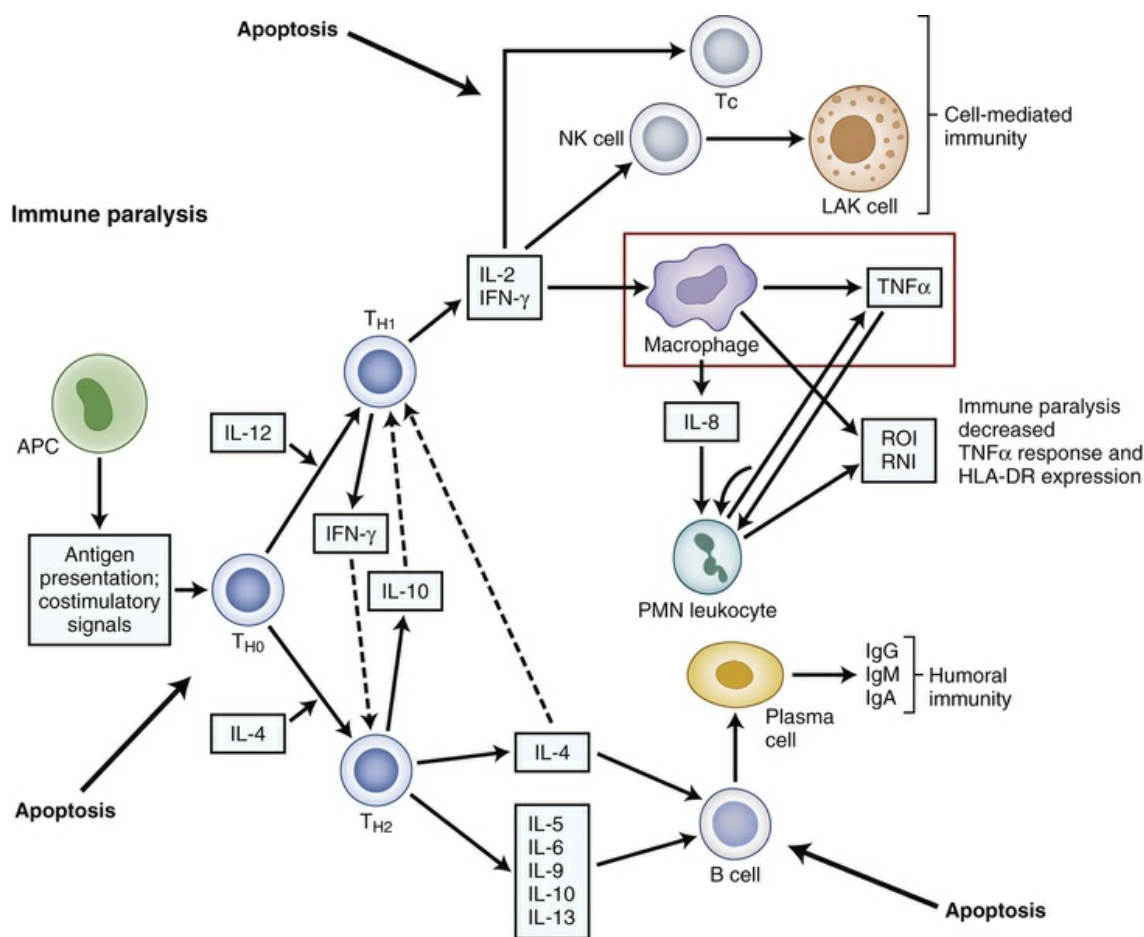 Apoptosis
Tc
NK cell
Cell-mediated
immunity
LAK cell
Immune paralysis
IL-2
IFN-γ
TNFα
Macrophage
TH1
APC
IL-12
IL-8
ROI
RNI
Immune paralysis
decreased
TNFα response and
HLA-DR expression
IFN-γ
Antigen
presentation;
costimulatory
signals
IL-10
TH0
PMN leukocyte
IgG
IgM
IgA
Humoral
immunity
Plasma
cell
IL-4
IL-4
TH2
Apoptosis
IL-5
IL-6
IL-9
IL-10
IL-13
B cell
Apoptosis